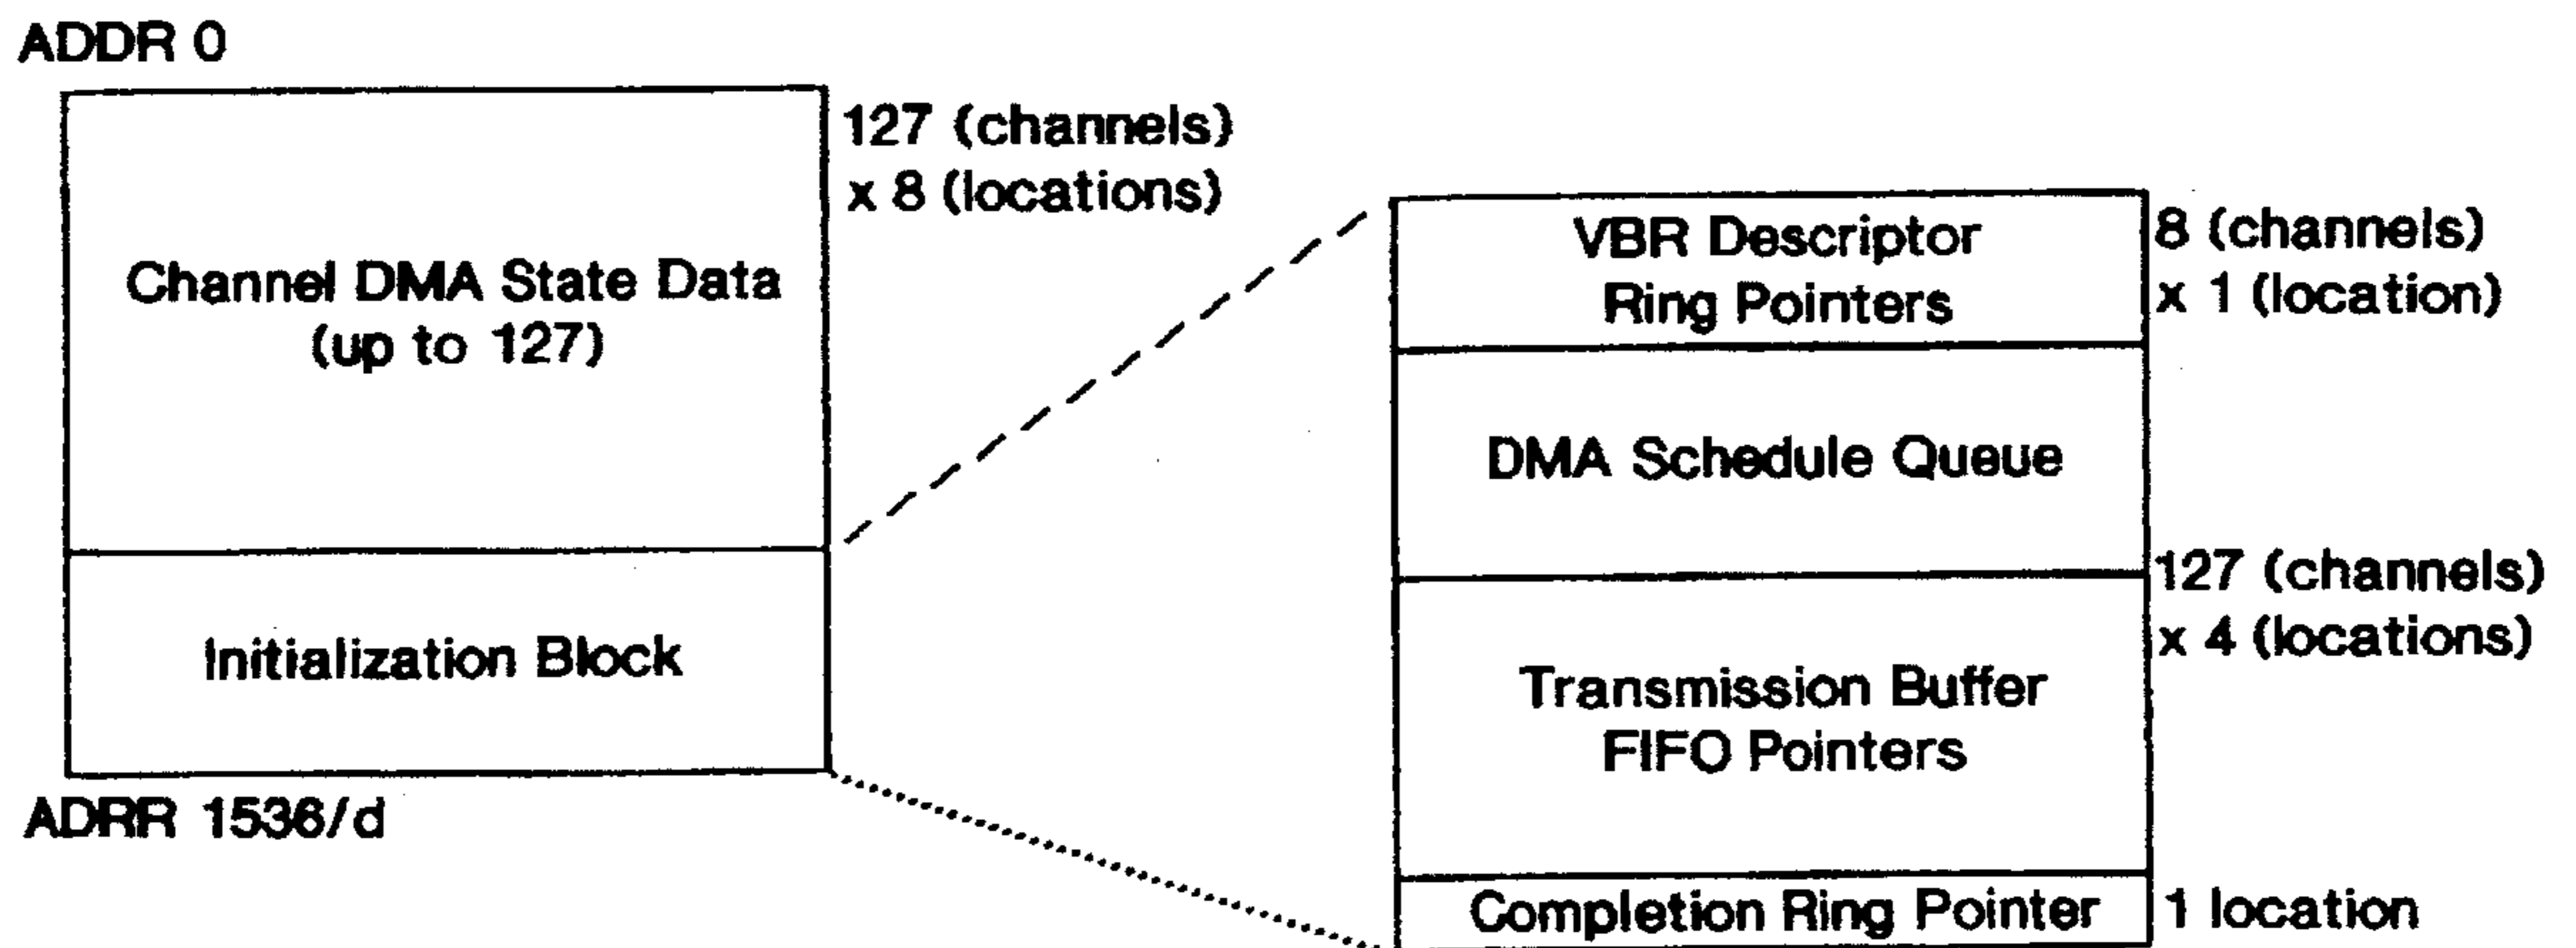 ADDR 0
127 (channels)
x 8 (locations)
Channel DMA State Data
(up to 127)
Initialization Block
ADRR 1536/d
VBR Descriptor
Ring Pointers
8 (channels)
x 1 (location)
DMA Schedule Queue
127 (channels)
x 4 (locations)
Transmission Buffer
FIFO Pointers
Completion Ring Pointer
1 location